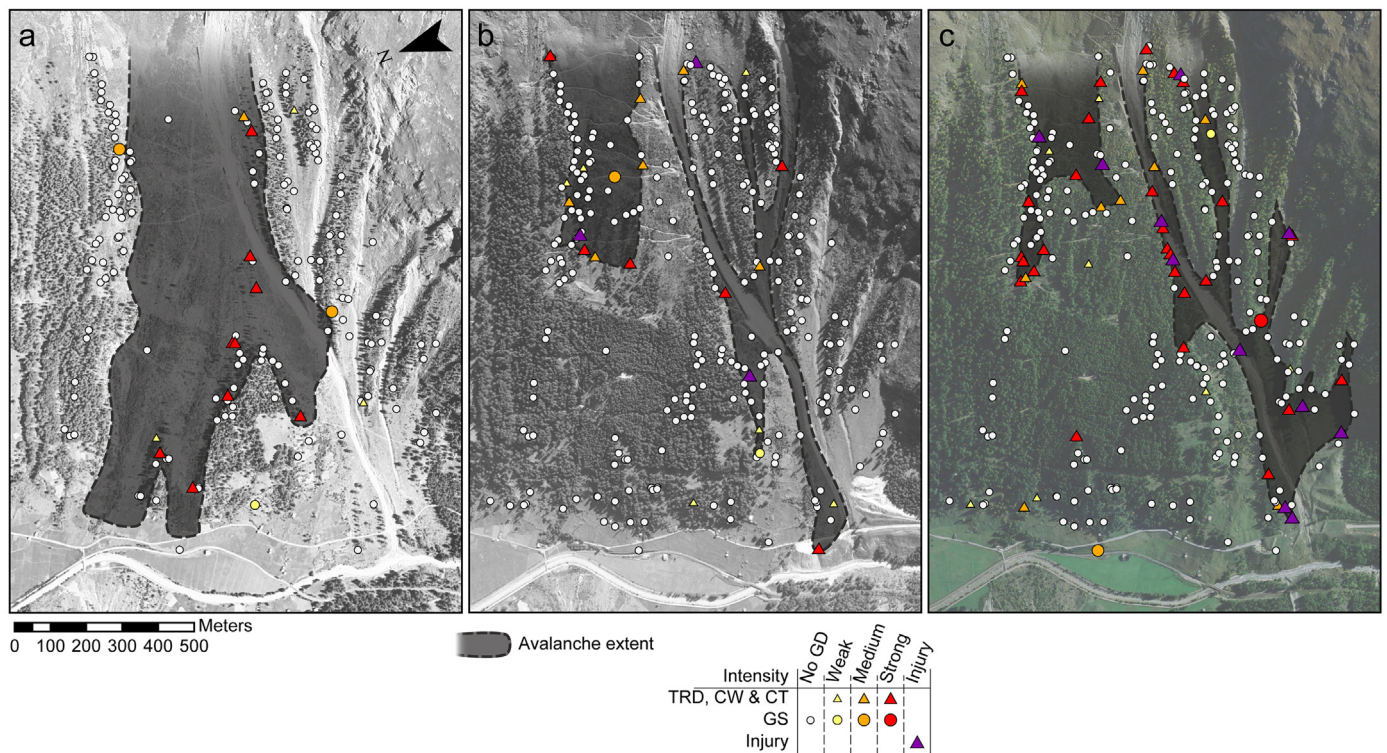 a
b
c
N
Meters
0 100 200 300 400 500
Avalanche extent
Intensity
No GD
Weak
Medium
Strong
Injury
TRD, CW & CT
GS
Injury